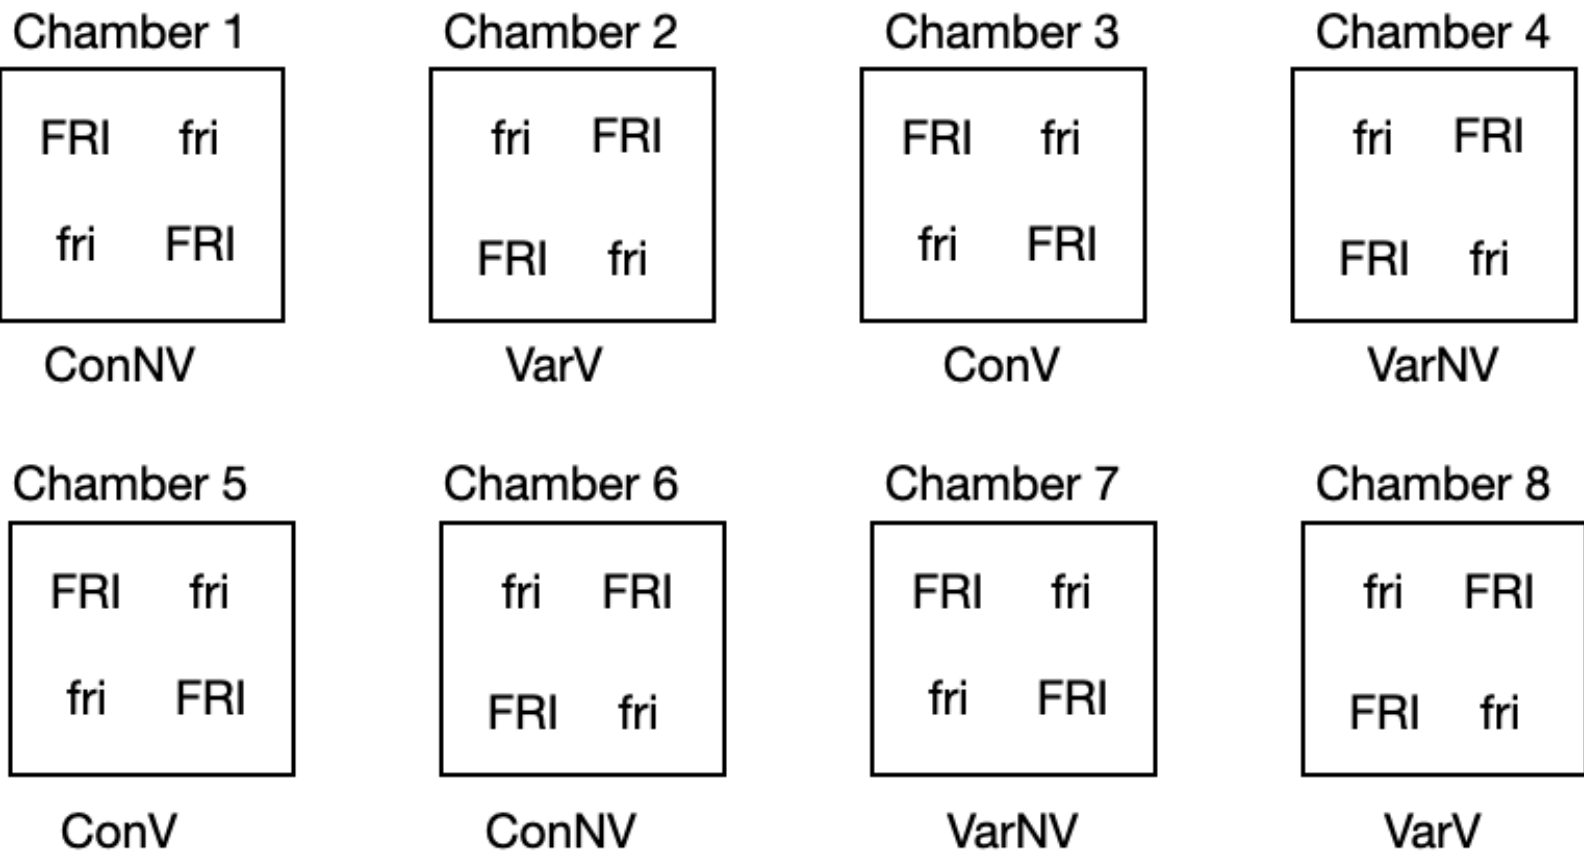 Chamber 1 Chamber 2 Chamber 3 Chamber 4
FRI fri fri FRI FRI fri fri FRI
fri FRI FRI fri fri FRI FRI fri
ConNV VarV ConV VarNV
Chamber 5 Chamber 6 Chamber 7 Chamber 8
FRI fri fri FRI FRI fri fri FRI
fri FRI FRI fri fri FRI FRI fri
ConV ConNV VarNV VarV